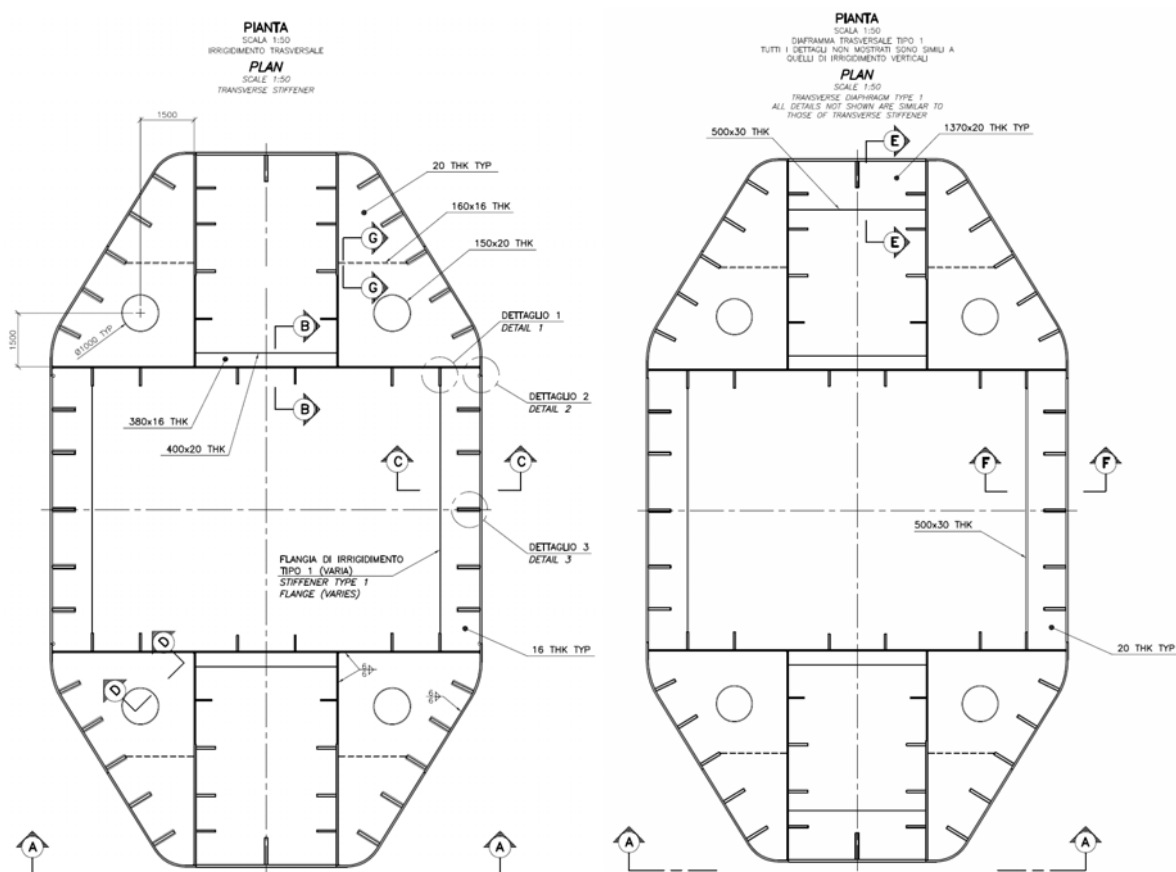 PIANTA
SCALA 1:50
IRRIGIDIMENTO TRASVERSALE
PLAN
SCALE 1:50
TRANSVERSE STIFFENER
1500
20 THK TYP
160x16 THK
G
150x20 THK
G
DETTAGLIO 1
DETAIL 1
B
1500
Ø1000 TYP
DETTAGLIO 2
DETAIL 2
B
380x16 THK
400x20 THK
C
C
DETTAGLIO 3
DETAIL 3
FLANGIA DI IRRIGIDIMENTO
TIPO 1 (VARIA)
STIFFENER TYPE 1
FLANGE (VARIES)
D
16 THK TYP
D
6
6
6
6
A
A
PIANTA
SCALA 1:50
DIAFRAMMA TRASVERSALE TIPO 1
TUTTI I DETTAGLI NON MOSTRATI SONO SIMILI A
QUELLI DI IRRIGIDIMENTO VERTICALI
PLAN
SCALE 1:50
TRANSVERSE DIAPHRAGM TYPE 1
ALL DETAILS NOT SHOWN ARE SIMILAR TO
THOSE OF TRANSVERSE STIFFENER
500x30 THK
E
1370x20 THK TYP
E
F
F
500x30 THK
20 THK TYP
A
A